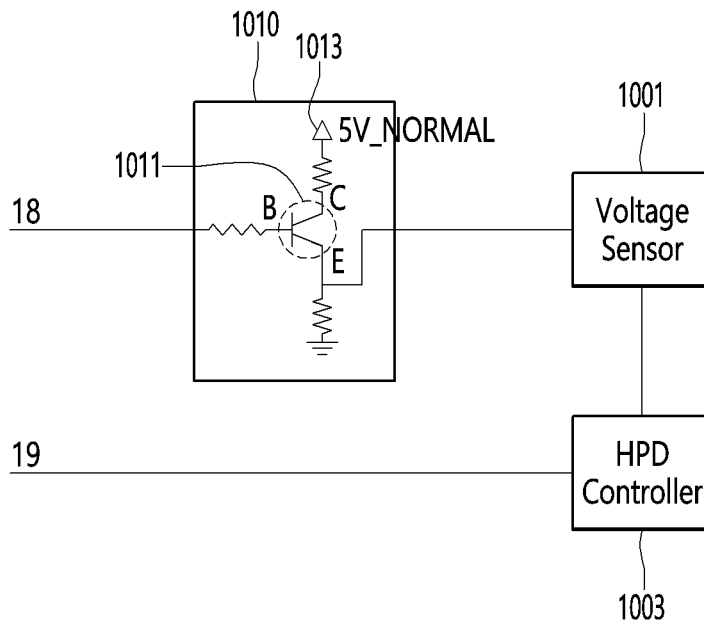 1010
1013
5V_NORMAL
1001
1011
B
C
18
Voltage
Sensor
E
19
HPD
Controller
1003